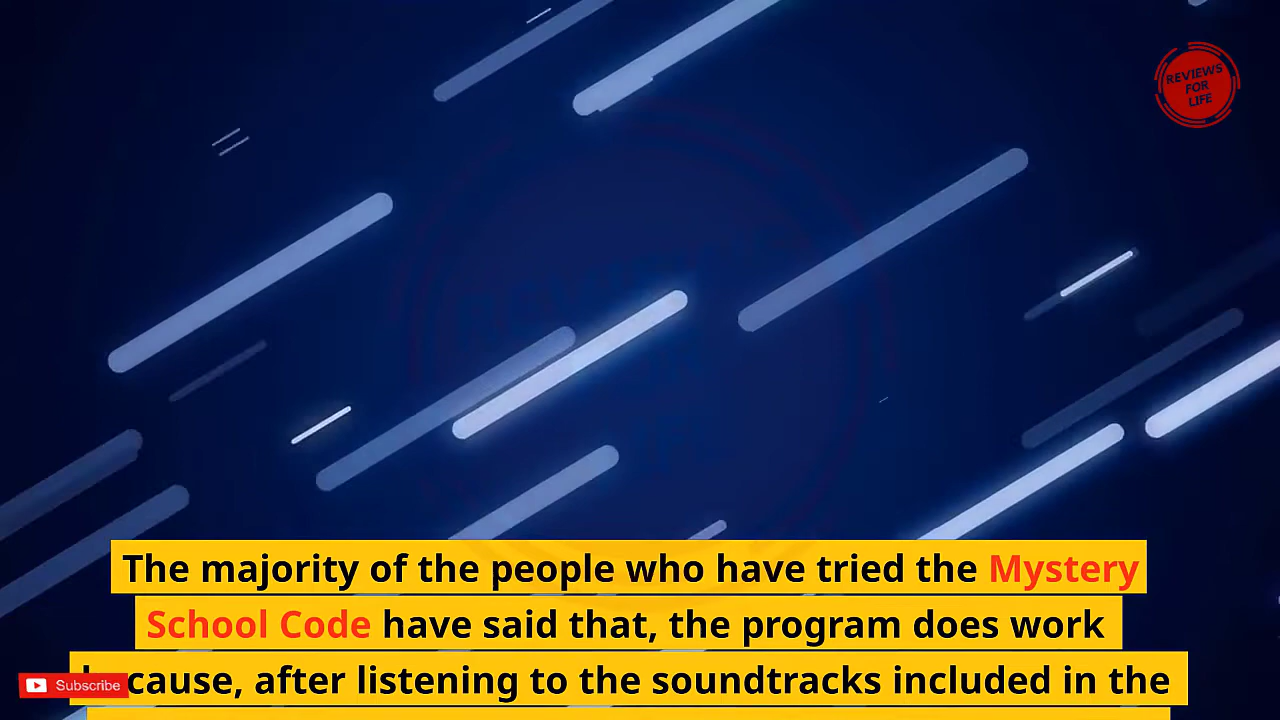 REVIEWS
FOR
LIFE
The majority of the people who have tried the Mystery
School Code have said that, the program does work
cause, after listening to the soundtracks included in the
Subscribe